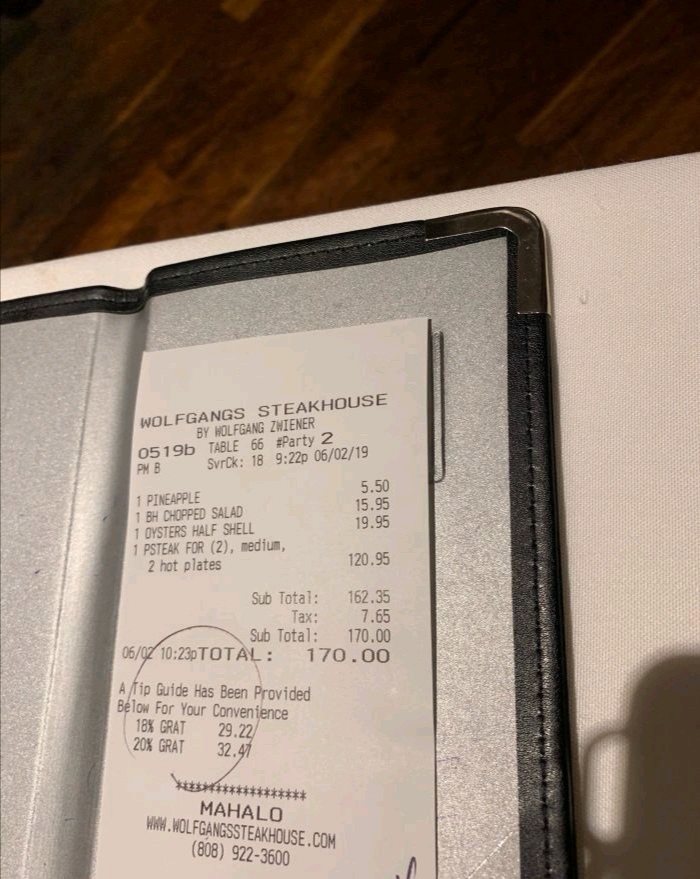 WOLFGANGS STEAKHOUSE
BY WOLFGANG ZWIENER
0519b TABLE 66 #Party 2
PM B SvrCk: 18 9:22p 06/02/19
1 PINEAPPLE 5.50
1 BH CHOPPED SALAD 15.95
1 OYSTERS HALF SHELL 19.95
1 PSTEAK FOR (2), medium,
2 hot plates 120.95
Sub Total: 162.35
Tax: 7.65
Sub Total: 170.00
06/02 10:23pTOTAL: 170.00
A Tip Guide Has Been Provided
Below For Your Convenience
18% GRAT 29.22
20% GRAT 32.47
*********************
MAHALO
WWW.WOLFGANGSSTEAKHOUSE.COM
(808) 922-3600